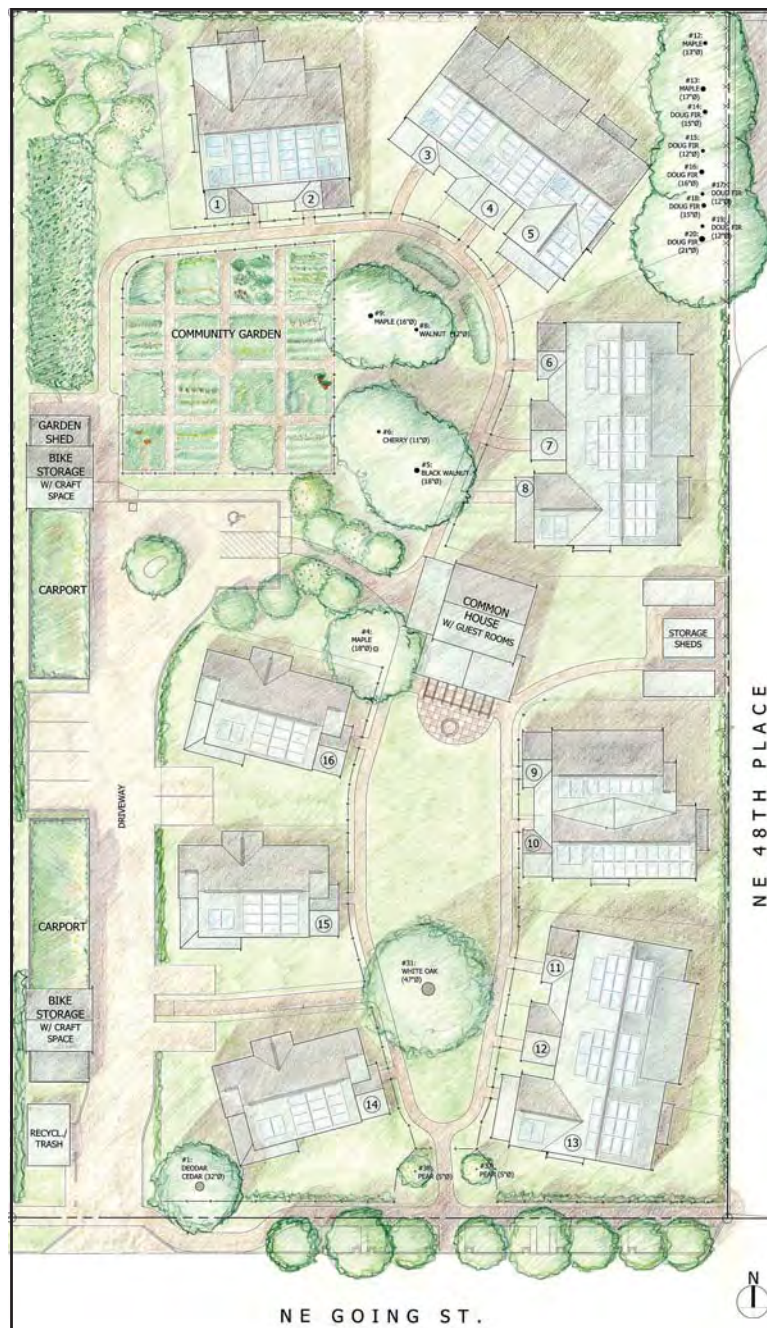 #12:
MAPLE
(13"Ø)
#13:
MAPLE
(17"Ø)
#14:
DOUG FIR
(15"Ø)
#15:
DOUG FIR
(12"Ø)
#16:
DOUG FIR
(16"Ø)
#17:
DOUG FIR
(12"Ø)
#18:
DOUG FIR
(15"Ø)
#19:
DOUG FIR
(12"Ø)
#20:
DOUG FIR
(21"Ø)
1
2
3
4
5
COMMUNITY GARDEN
#9:
MAPLE (16"Ø)
#8:
WALNUT (12"Ø)
6
7
8
#6:
CHERRY (11"Ø)
#5:
BLACK WALNUT
(18"Ø)
GARDEN
SHED
BIKE
STORAGE
W/ CRAFT
SPACE
CARPORT
COMMON
HOUSE
W/ GUEST ROOMS
STORAGE
SHEDS
#4:
MAPLE
(18"Ø)
16
DRIVEWAY
9
10
NE 48TH PLACE
15
CARPORT
#31:
WHITE OAK
(47"Ø)
11
12
13
BIKE
STORAGE
W/ CRAFT
SPACE
14
RECYCL./
TRASH
#1:
DEODAR
CEDAR (32"Ø)
PEAR (5"Ø)
PEAR (5"Ø)
N
NE GOING ST.